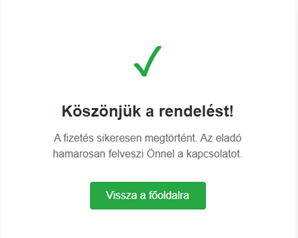 Köszönjük a rendelést!
A fizetés sikeresen megtörtént. Az eladó
hamarosan felveszi Önnel a kapcsolatot.
Vissza a főoldalra